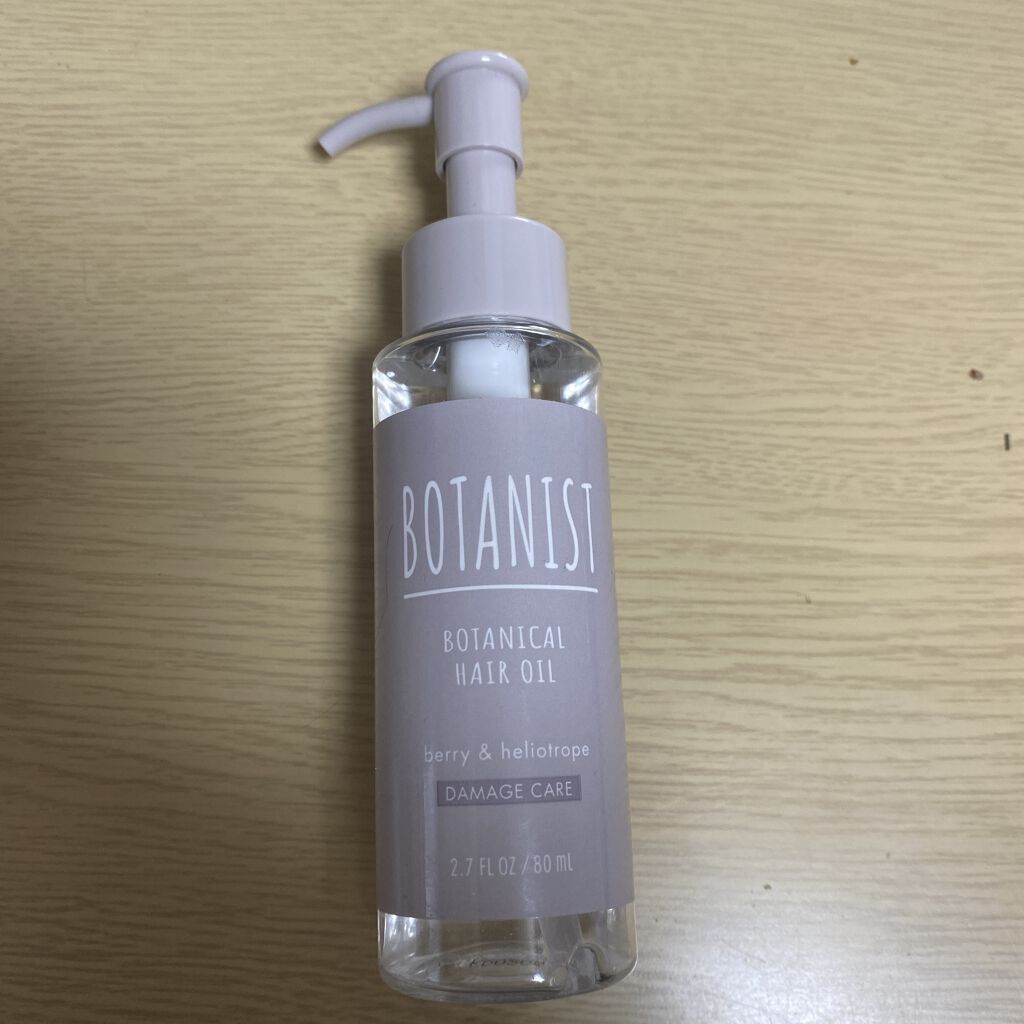 BOTANIST
BOTANICAL
HAIR OIL
berry & heliotrope
DAMAGE CARE
2.7 FL OZ / 80 mL